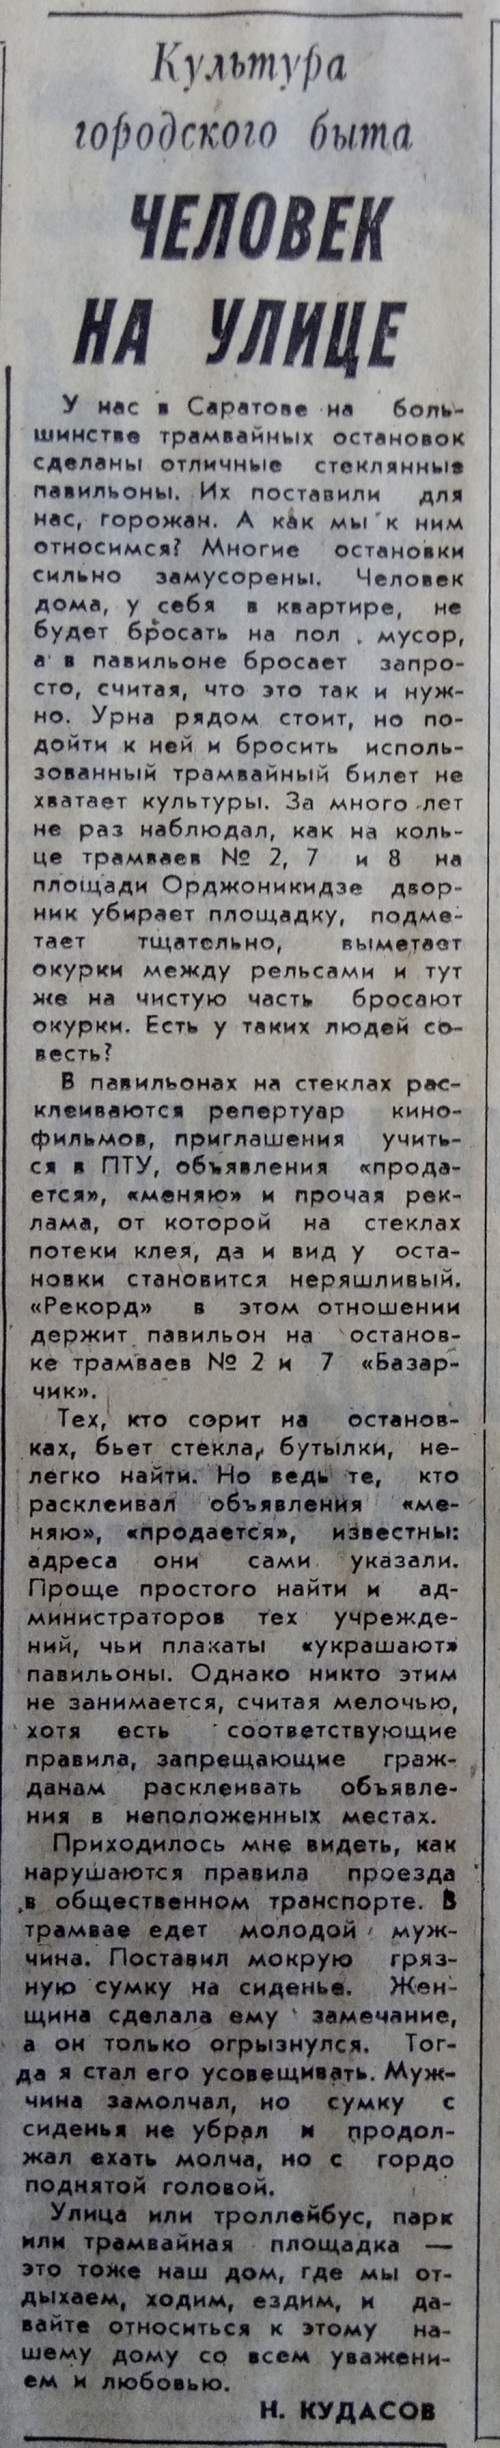 Культура
городского быта
ЧЕЛОВЕК
НА УЛИЦЕ
У нас в Саратове на боль-
шинстве трамвайных остановок
сделаны отличные стеклянные
павильоны. Их поставили для
нас, горожан. А как мы к ним
относимся? Многие остановки
сильно замусорены. Человек
дома, у себя в квартире, не
будет бросать на пол мусор,
а в павильоне бросает запро-
сто, считая, что это так и нуж-
но. Урна рядом стоит, но по-
дойти к ней и бросить исполь-
зованный трамвайный билет не
хватает культуры. За много лет
не раз наблюдал, как на коль-
це трамваев № 2, 7 и 8 на
площади Орджоникидзе двор-
ник убирает площадку, подме-
тает тщательно, выметает
окурки между рельсами и тут
же на чистую часть бросают
окурки. Есть у таких людей со-
весть?
В павильонах на стеклах рас-
клеиваются репертуар кино-
фильмов, приглашения учить-
ся в ПТУ, объявления «прода-
ется», «меняю» и прочая рек-
лама, от которой на стеклах
потеки клея, да и вид у оста-
новки становится неряшливый.
«Рекорд» в этом отношении
держит павильон на останов-
ке трамваев № 2 и 7 «Базар-
чик».
Тех, кто сорит на останов-
ках, бьет стекла, бутылки, не-
легко найти. Но ведь те, кто
расклеивал объявления «ме-
няю», «продается», известны:
адреса они сами указали.
Проще простого найти и ад-
министраторов тех учрежде-
ний, чьи плакаты «украшают»
павильоны. Однако никто этим
не занимается, считая мелочью,
хотя есть соответствующие
правила, запрещающие граж-
данам расклеивать объявле-
ния в неположенных местах.
Приходилось мне видеть, как
нарушаются правила проезда
в общественном транспорте. В
трамвае едет молодой муж-
чина. Поставил мокрую гряз-
ную сумку на сиденье. Жен-
щина сделала ему замечание,
а он только огрызнулся. Тог-
да я стал его усовещивать. Муж-
чина замолчал, но сумку с
сиденья не убрал и продол-
жал ехать молча, но с гордо
поднятой головой.
Улица или троллейбус, парк
или трамвайная площадка —
это тоже наш дом, где мы от-
дыхаем, ходим, ездим, и да-
вайте относиться к этому на-
шему дому со всем уважени-
ем и любовью.
Н. КУДАСОВ